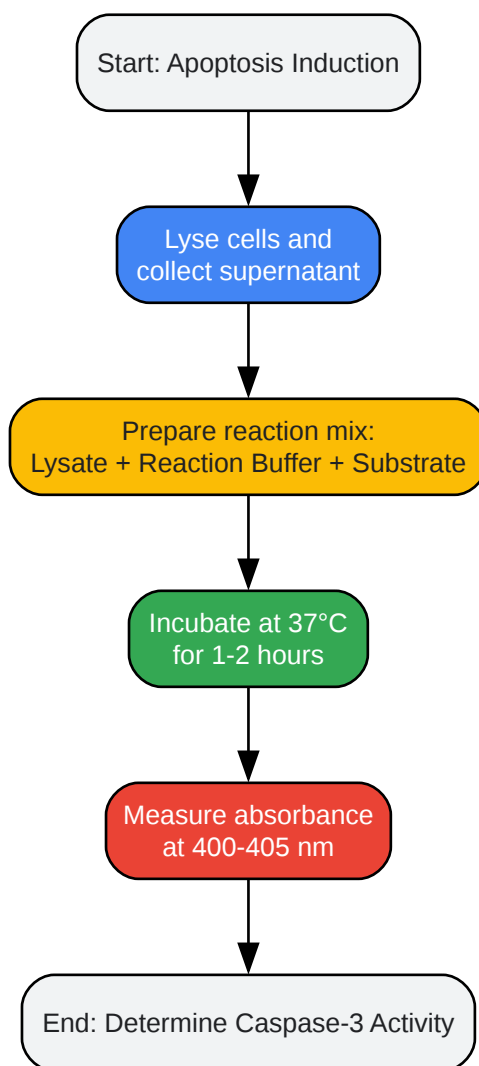 Start: Apoptosis Induction
Lyse cells and
collect supernatant
Prepare reaction mix:
Lysate + Reaction Buffer + Substrate
Incubate at 37°C
for 1-2 hours
Measure absorbance
at 400-405 nm
End: Determine Caspase-3 Activity